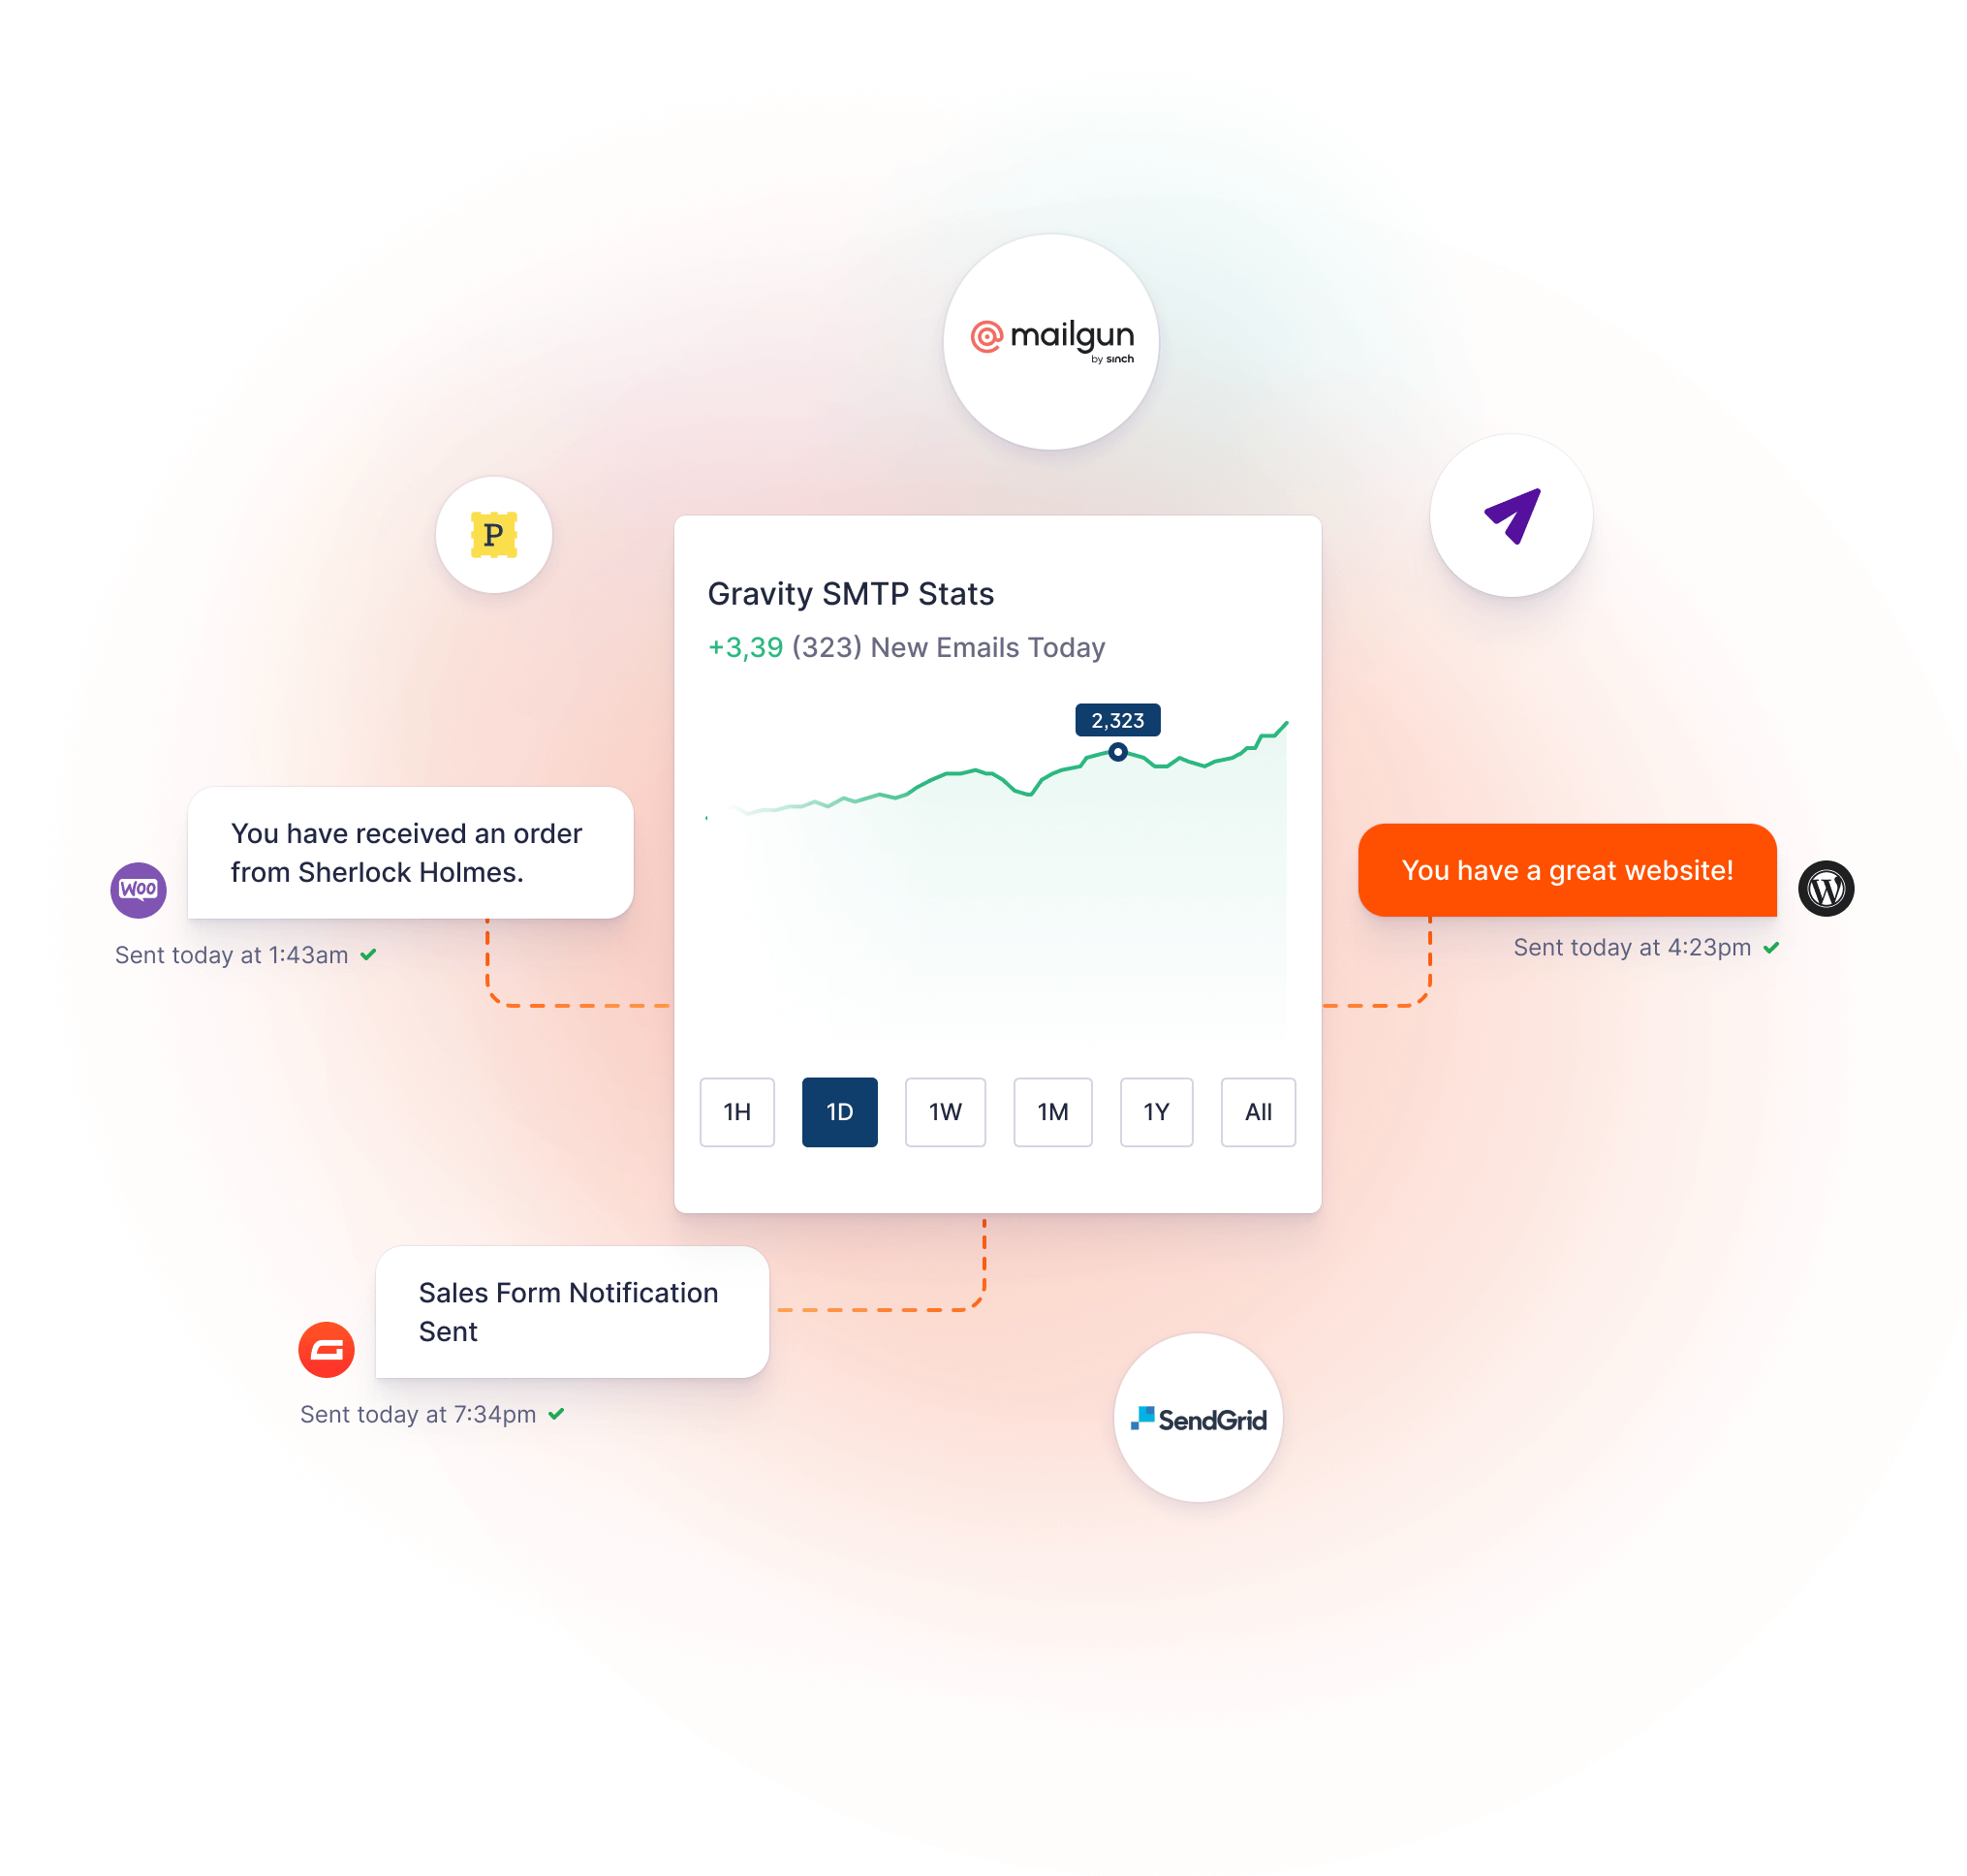 mailgun
by sinch
P
Gravity SMTP Stats
+3,39 (323) New Emails Today
2,323
You have received an order
from Sherlock Holmes.
Woo
Sent today at 1:43am
You have a great website!
W
Sent today at 4:23pm
1H 1D 1W 1M 1Y All
Sales Form Notification
Sent
Sent today at 7:34pm
SendGrid